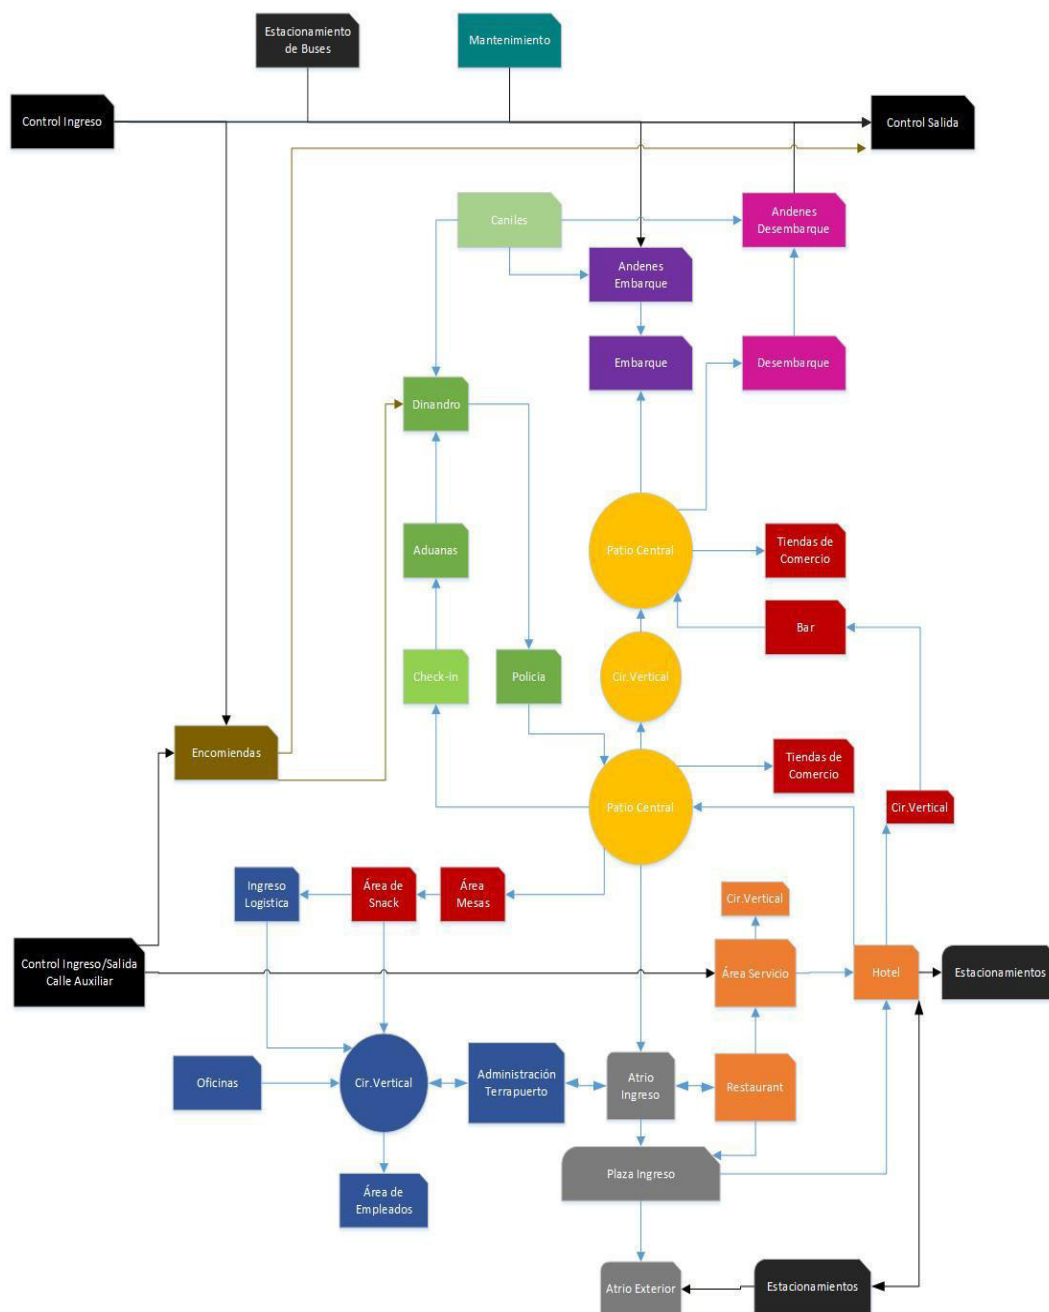 Estacionamiento
de Buses
Mantenimiento
Control Ingreso
Control Salida
Caniles
Andenes
Desembarque
Andenes
Embarque
Embarque
Desembarque
Dinandro
Patio Central
Tiendas de
Comercio
Aduanas
Bar
Check-in
Policía
Cir.Vertical
Encomiendas
Tiendas de
Comercio
Patio Central
Cir.Vertical
Ingreso
Logistica
Área de
Snack
Área
Mesas
Cir.Vertical
Control Ingreso/Salida
Calle Auxiliar
Área Servicio
Hotel
Estacionamientos
Oficinas
Cir.Vertical
Administración
Terrapuerto
Atrio
Ingreso
Restaurant
Plaza Ingreso
Área de
Empleados
Atrio Exterior
Estacionamientos